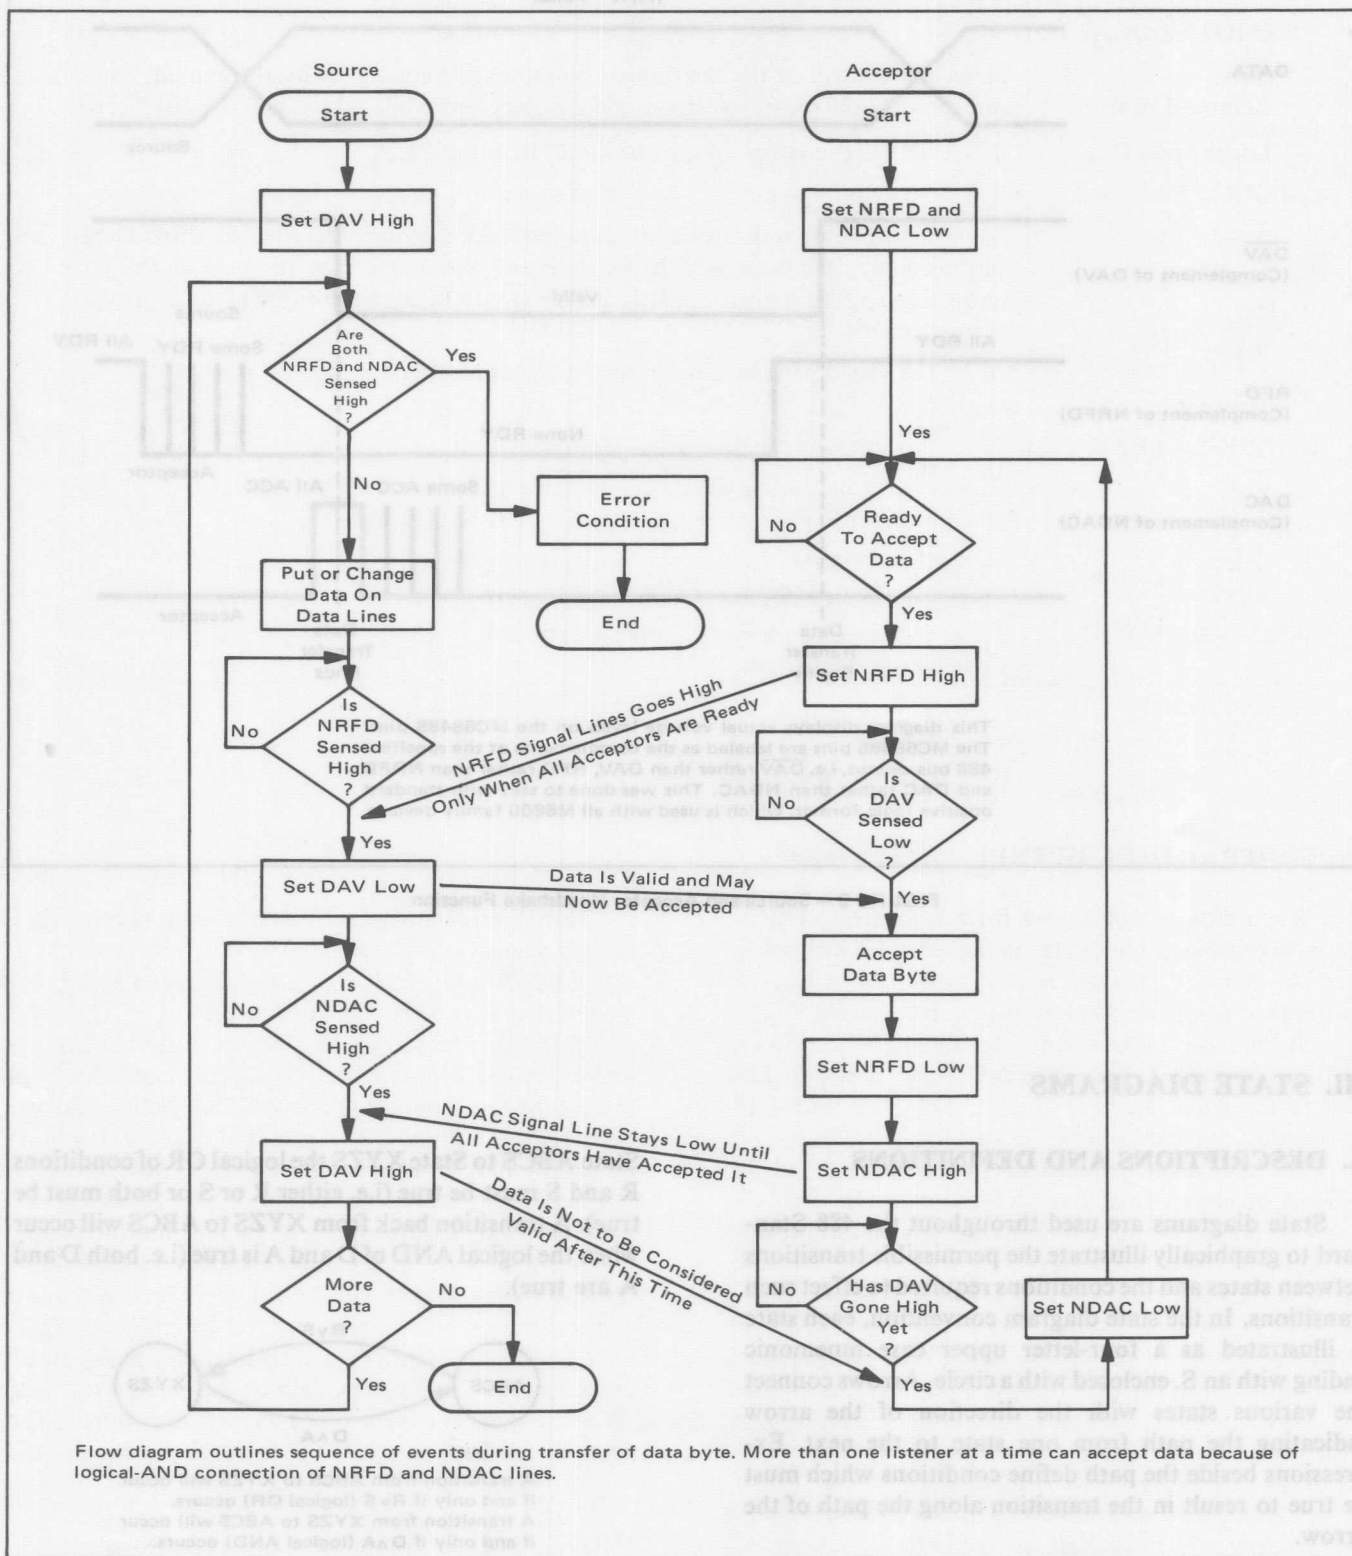 Source
Start
Set DAV High
Are
Both
NRFD and NDAC
Sensed
High
?
Yes
No
Error
Condition
End
Put or Change
Data On
Data Lines
Is
NRFD
Sensed
High
?
No
Yes
Set DAV Low
Is
NDAC
Sensed
High
?
No
Yes
Set DAV High
More
Data
?
No
Yes
End
Acceptor
Start
Set NRFD and
NDAC Low
Yes
Ready
To Accept
Data
?
No
Yes
Set NRFD High
NRFD Signal Lines Goes High
Only When All Acceptors Are Ready
Is
DAV
Sensed
Low
?
No
Yes
Data Is Valid and May
Now Be Accepted
Accept
Data Byte
Set NRFD Low
Set NDAC High
NDAC Signal Line Stays Low Until
All Acceptors Have Accepted It
Data Is Not to Be Considered
Valid After This Time
Has DAV
Gone High
Yet
?
No
Yes
Set NDAC Low
Flow diagram outlines sequence of events during transfer of data byte. More than one listener at a time can accept data because of
logical-AND connection of NRFD and NDAC lines.